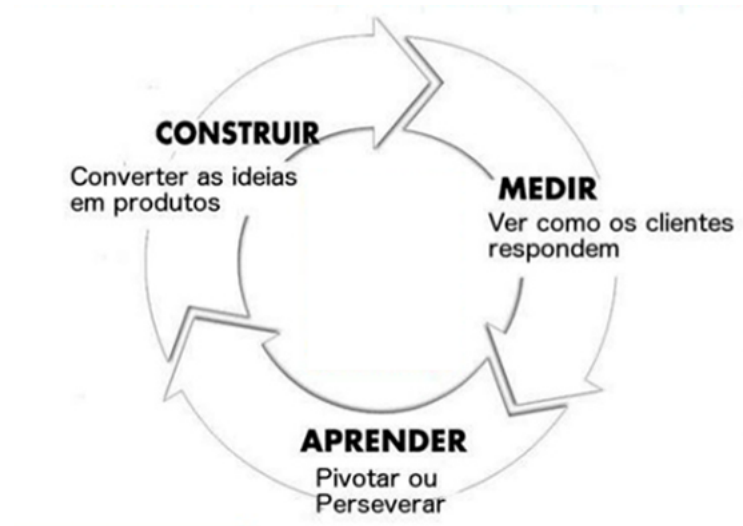 CONSTRUIR
Converter as ideias
em produtos
MEDIR
Ver como os clientes
respondem
APRENDER
Pivotar ou
Perseverar